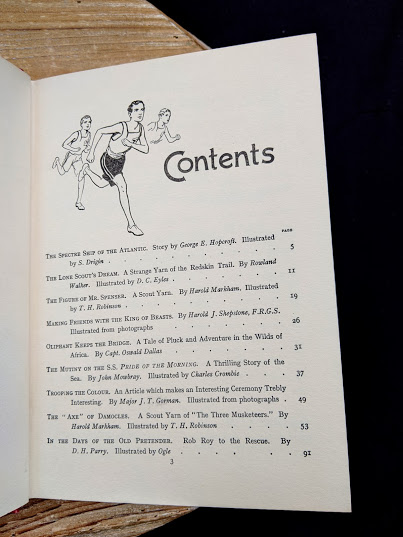 Contents
PAGE
THE SPECTRE SHIP OF THE ATLANTIC. Story by George E. Hopcroft. Illustrated
by S. Drigin . . . . . . . . 5
THE LONE SCOUT'S DREAM. A Strange Yarn of the Redskin Trail. By Rowland
Walker. Illustrated by D. C. Eyles . . . . . . 11
THE FIGURE OF MR. SPENSER. A Scout Yarn. By Harold Markham. Illustrated
by T. H. Robinson . . . . . . . 19
MAKING FRIENDS WITH THE KING OF BEASTS. By Harold J. Shepstone, F.R.G.S.
Illustrated from photographs . . . . . . 26
OLIPHANT KEEPS THE BRIDGE. A Tale of Pluck and Adventure in the Wilds of
Africa. By Capt. Oswald Dallas . . . . . . 31
THE MUTINY ON THE S.S. PRIDE OF THE MORNING. A Thrilling Story of the
Sea. By John Mowbray. Illustrated by Charles Crombie . . . 37
TROOPING THE COLOUR. An Article which makes an Interesting Ceremony Trebly
Interesting. By Major J. T. Gorman. Illustrated from photographs . 49
THE "AXE" OF DAMOCLES. A Scout Yarn of "The Three Musketeers." By
Harold Markham. Illustrated by T. H. Robinson . . . . 53
IN THE DAYS OF THE OLD PRETENDER. Rob Roy to the Rescue. By
D. H. Parry. Illustrated by Ogle . . . . . . 91
3